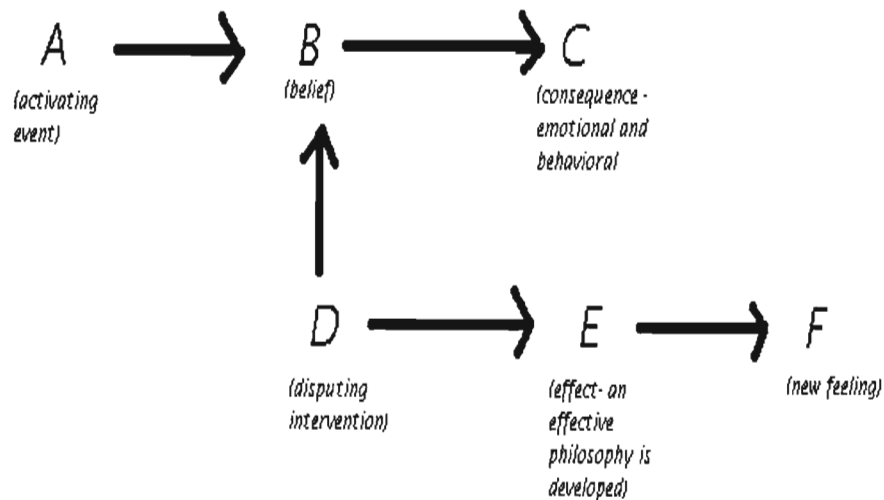 A
B
C
(activating
event)
(belief)
(consequence -
emotional and
behavioral
D
E
F
(disputing
intervention)
(effect- an
effective
philosophy is
developed)
(new feeling)